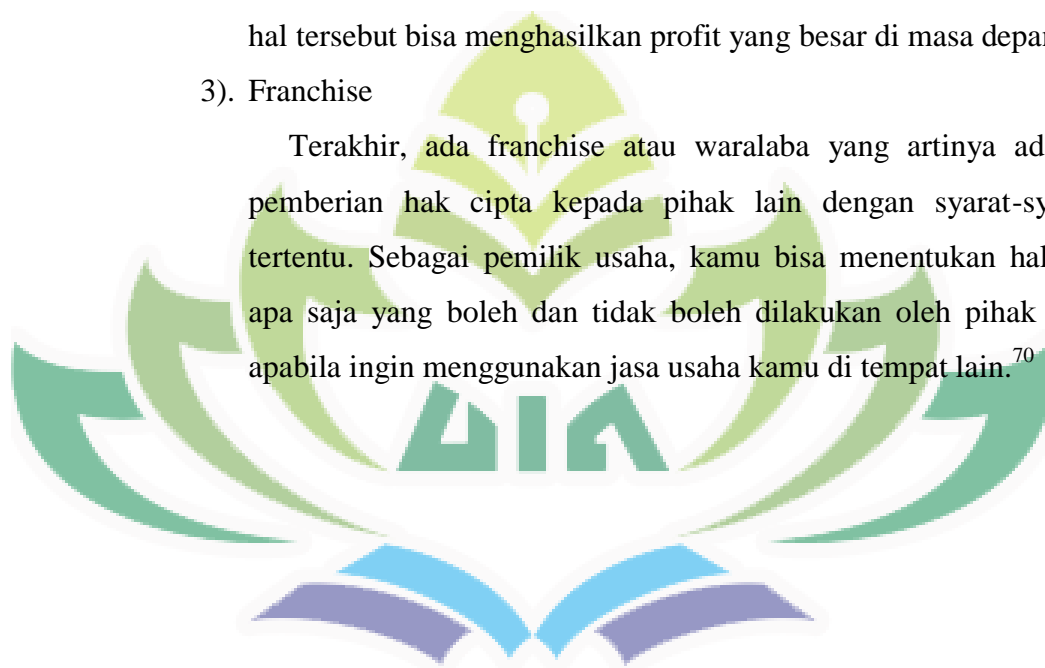 hal tersebut bisa menghasilkan profit yang besar di masa depan
3). Franchise
Terakhir, ada franchise atau waralaba yang artinya ad
pemberian hak cipta kepada pihak lain dengan syarat-sy
tertentu. Sebagai pemilik usaha, kamu bisa menentukan hal
apa saja yang boleh dan tidak boleh dilakukan oleh pihak
apabila ingin menggunakan jasa usaha kamu di tempat lain.70
UIN